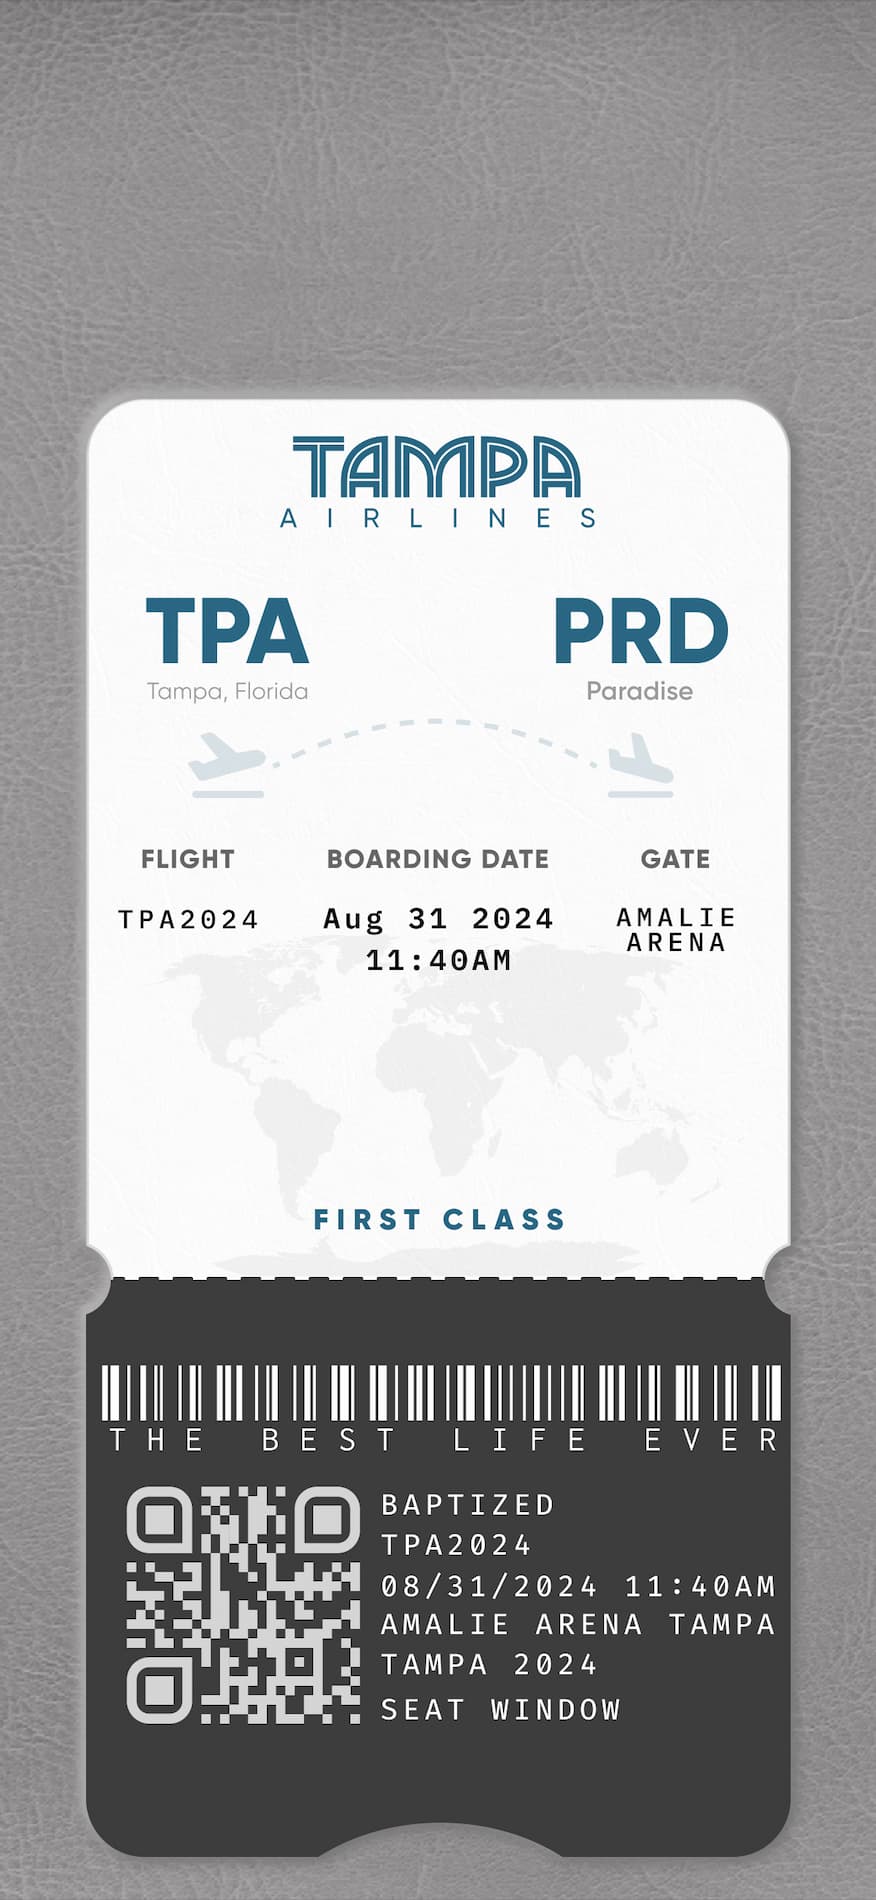 TAMPA
AIRLINES
TPA PRD
Tampa, Florida Paradise
FLIGHT BOARDING DATE GATE
TPA2024 Aug 31 2024 AMALIE
11:40AM ARENA
FIRST CLASS
THE BEST LIFE EVER
BAPTIZED
TPA2024
08/31/2024 11:40AM
AMALIE ARENA TAMPA
TAMPA 2024
SEAT WINDOW